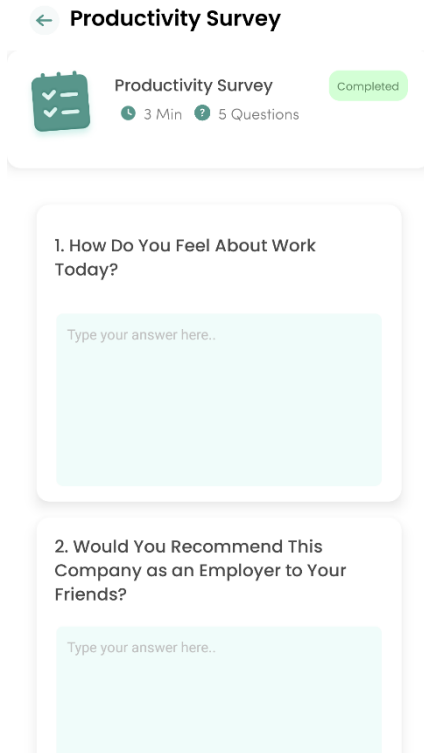 Productivity Survey
Productivity Survey
Completed
3 Min ? 5 Questions
1. How Do You Feel About Work
Today?
Type your answer here..
2. Would You Recommend This
Company as an Employer to Your
Friends?
Type your answer here..